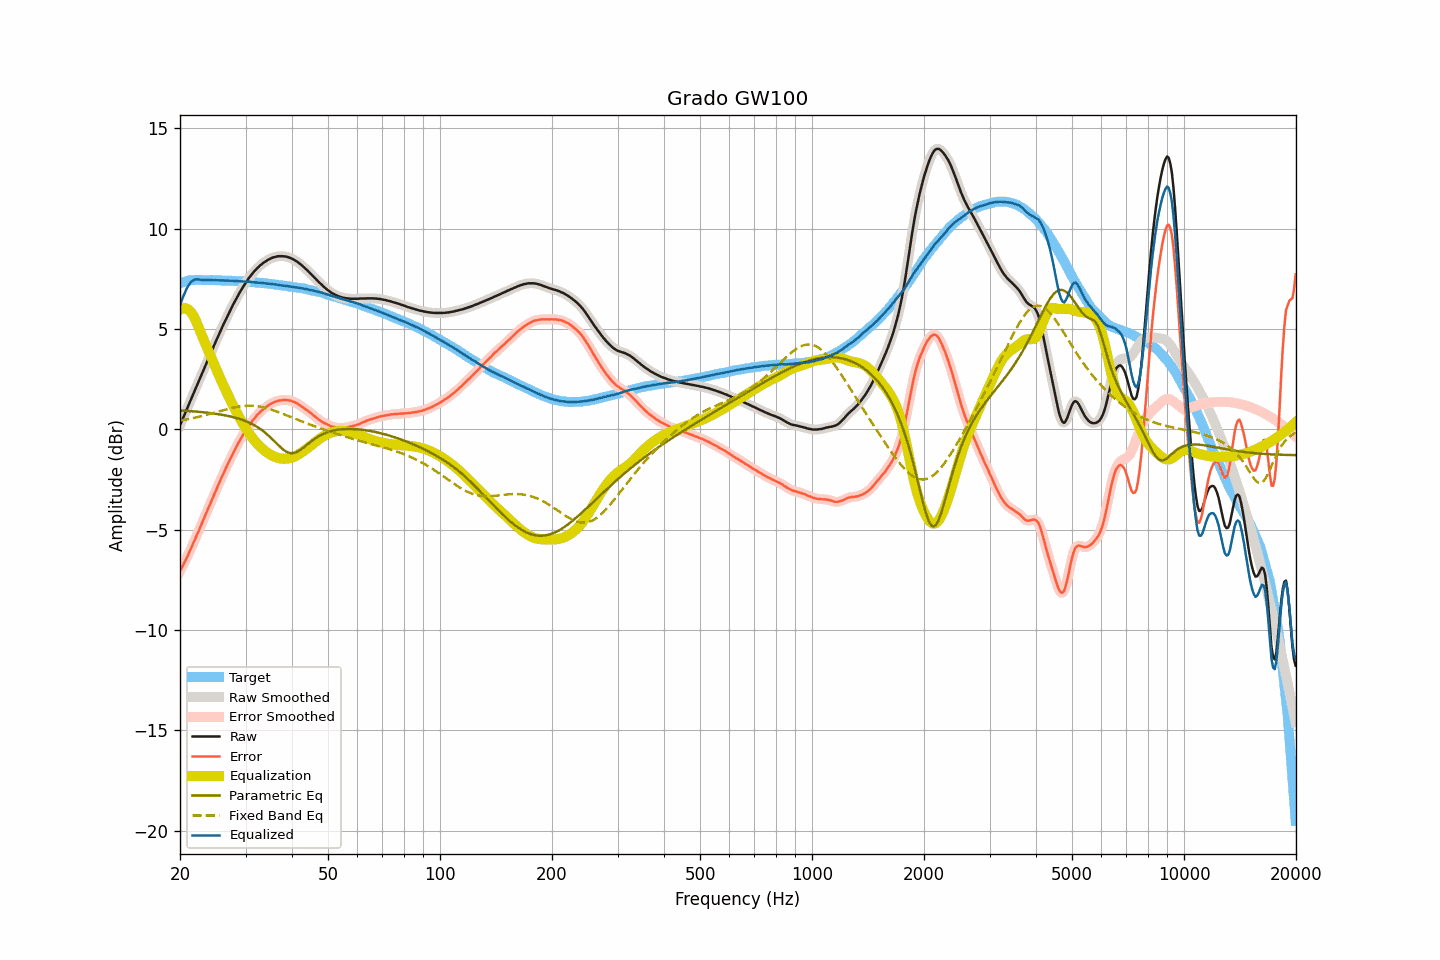 Grado GW100
Amplitude (dBr)
15
10
5
0
−5
−10
−15
−20
Target
Raw Smoothed
Error Smoothed
Raw
Error
Equalization
Parametric Eq
Fixed Band Eq
Equalized
20 50 100 200 500 1000 2000 5000 10000 20000
Frequency (Hz)